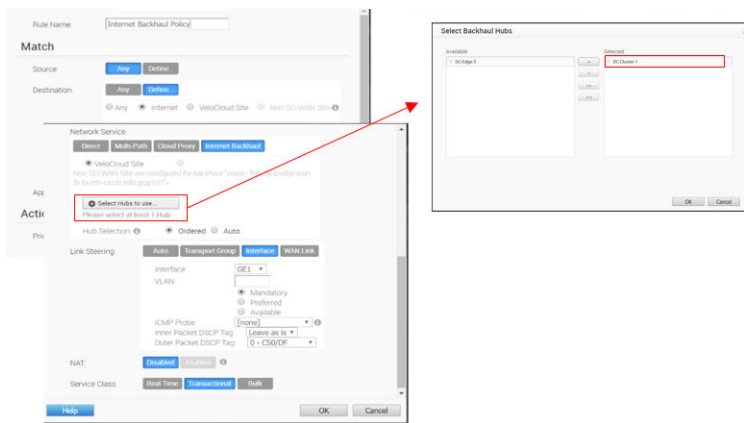 Rule Name: Internet Backhaul Policy
Match
Source: Any Define...
Destination: Any Define...
Any Internet VeloCloud Site Non SD-WAN Site
Network Service:
Direct Multi-Path Cloud Proxy Internet Backhaul
VeloCloud Site
Select Hubs to use...
Please select at least 1 Hub
Hub Selection Ordered Auto
App
Actio
Prio
Link Steering: Auto Transport Group Interface WAN Link
Interface: GE1
VLAN:
Mandatory
Preferred
Available
ICMP Probe: [none]
Inner Packet DSCP Tag Leave as is
Outer Packet DSCP Tag 0 - CS0/DF
NAT: Disabled Enabled
Service Class: Real Time Transactional Bulk
Help OK Cancel
Select Backhaul Hubs
Available Selected
DC-Edge-3 DC-Cluster-1
OK Cancel